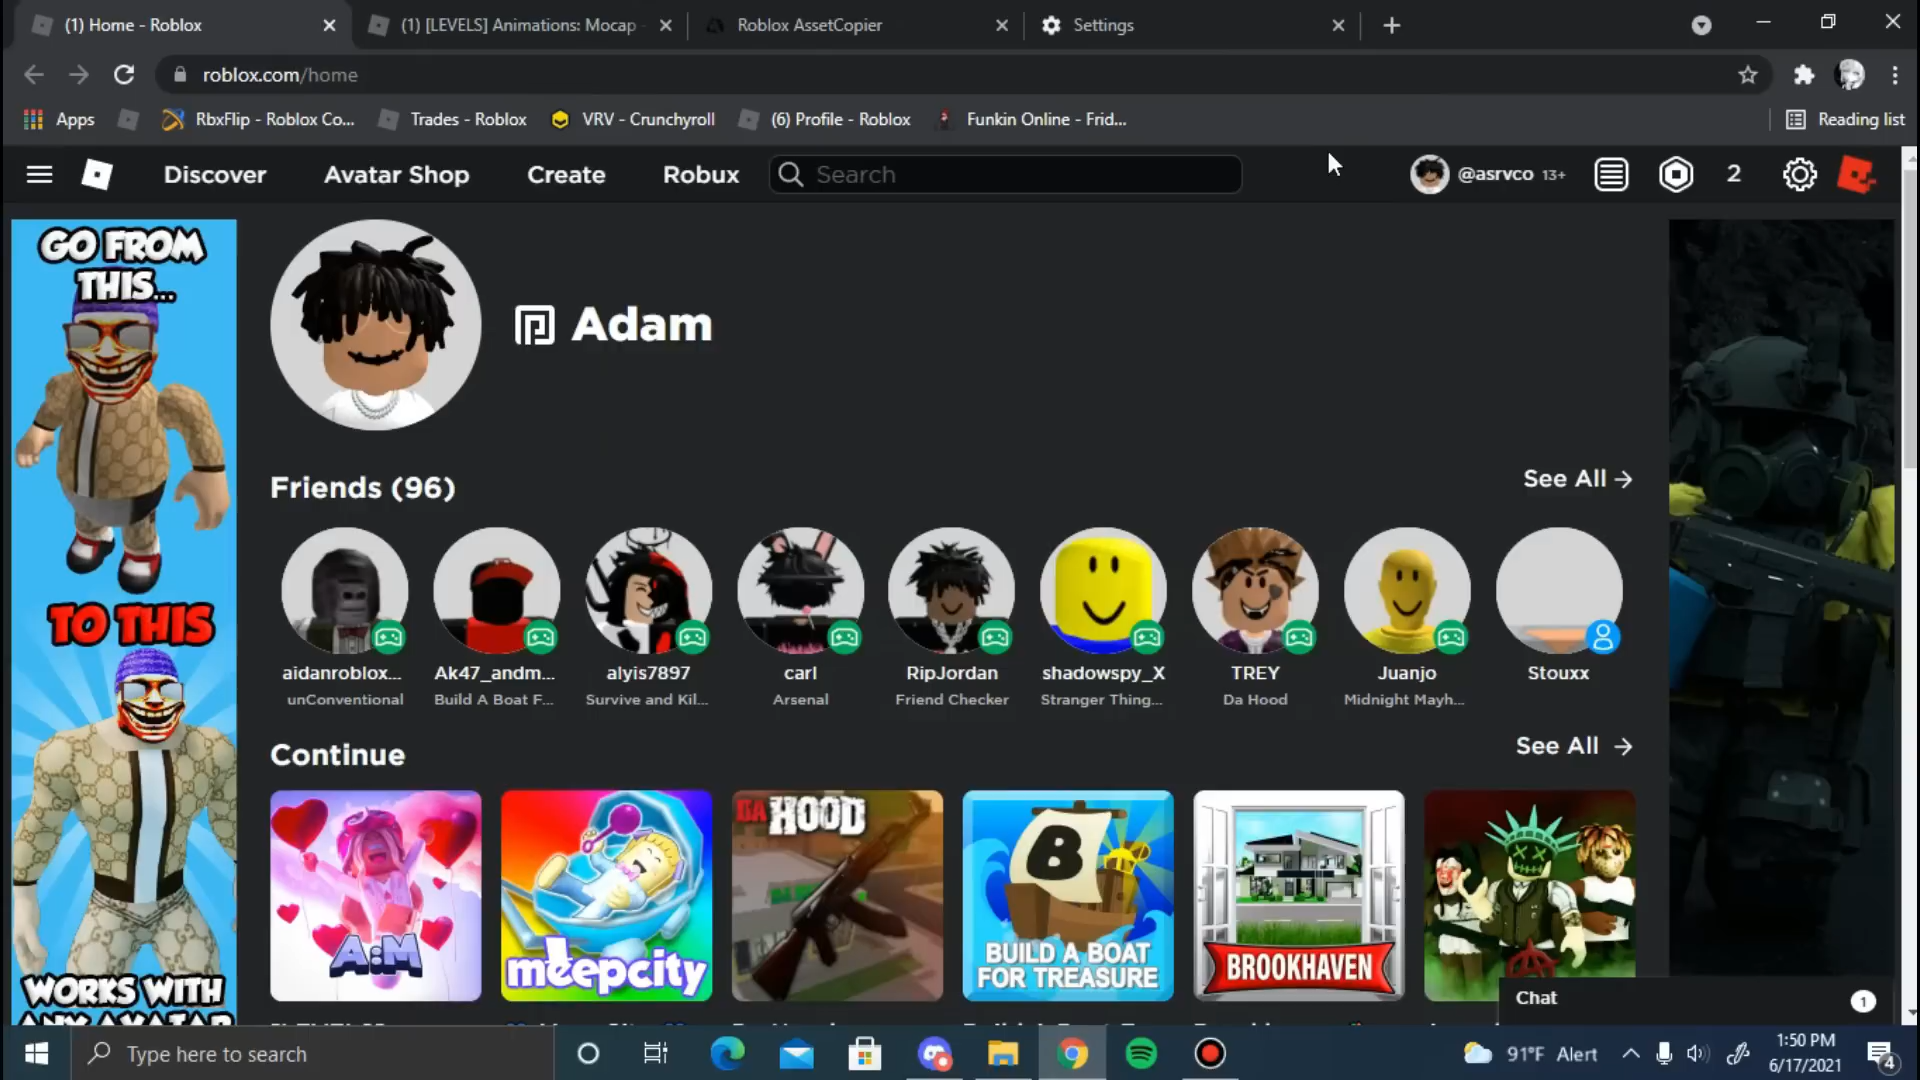 (1) Home - Roblox
(1) [LEVELS] Animations: Mocap -
Roblox AssetCopier
Settings
roblox.com/home
Apps
RbxFlip - Roblox Co...
Trades - Roblox
VRV - Crunchyroll
(6) Profile - Roblox
Funkin Online - Frid...
Reading list
Discover
Avatar Shop
Create
Robux
Search
@asrvco 13+
2
GO FROM
THIS...
TO THIS
WORKS WITH
ANY AVATAR
Adam
Friends (96)
See All →
aidanroblox...
Ak47_andm...
alyis7897
carl
RipJordan
shadowspy_X
TREY
Juanjo
Stouxx
unConventional
Build A Boat F...
Survive and Kil...
Arsenal
Friend Checker
Stranger Thing...
Da Hood
Midnight Mayh...
Continue
See All →
A:M
meepcity
DA HOOD
B
BUILD A BOAT
FOR TREASURE
BROOKHAVEN
Chat
1
Type here to search
91°F Alert
1:50 PM
6/17/2021
4